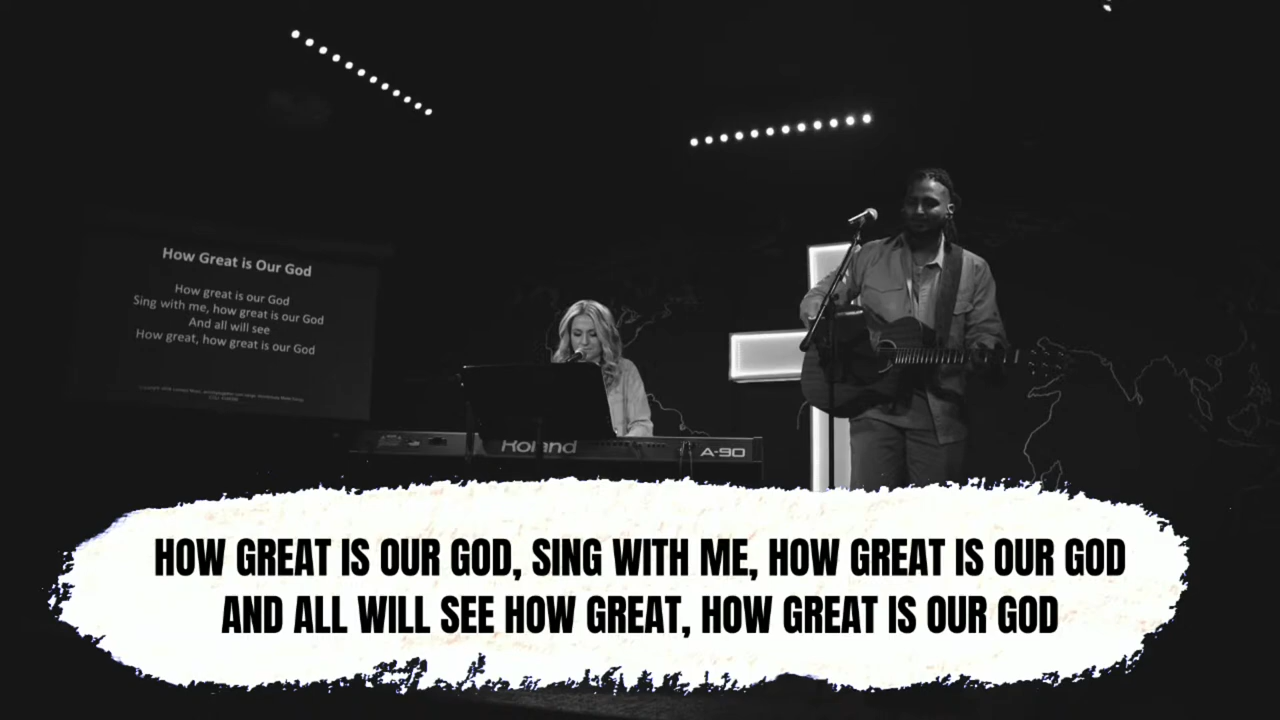 How Great is Our God
How great is our God
Sing with me, how great is our God
And all will see
How great, how great is our God
Roland
A-90
HOW GREAT IS OUR GOD, SING WITH ME, HOW GREAT IS OUR GOD
AND ALL WILL SEE HOW GREAT, HOW GREAT IS OUR GOD